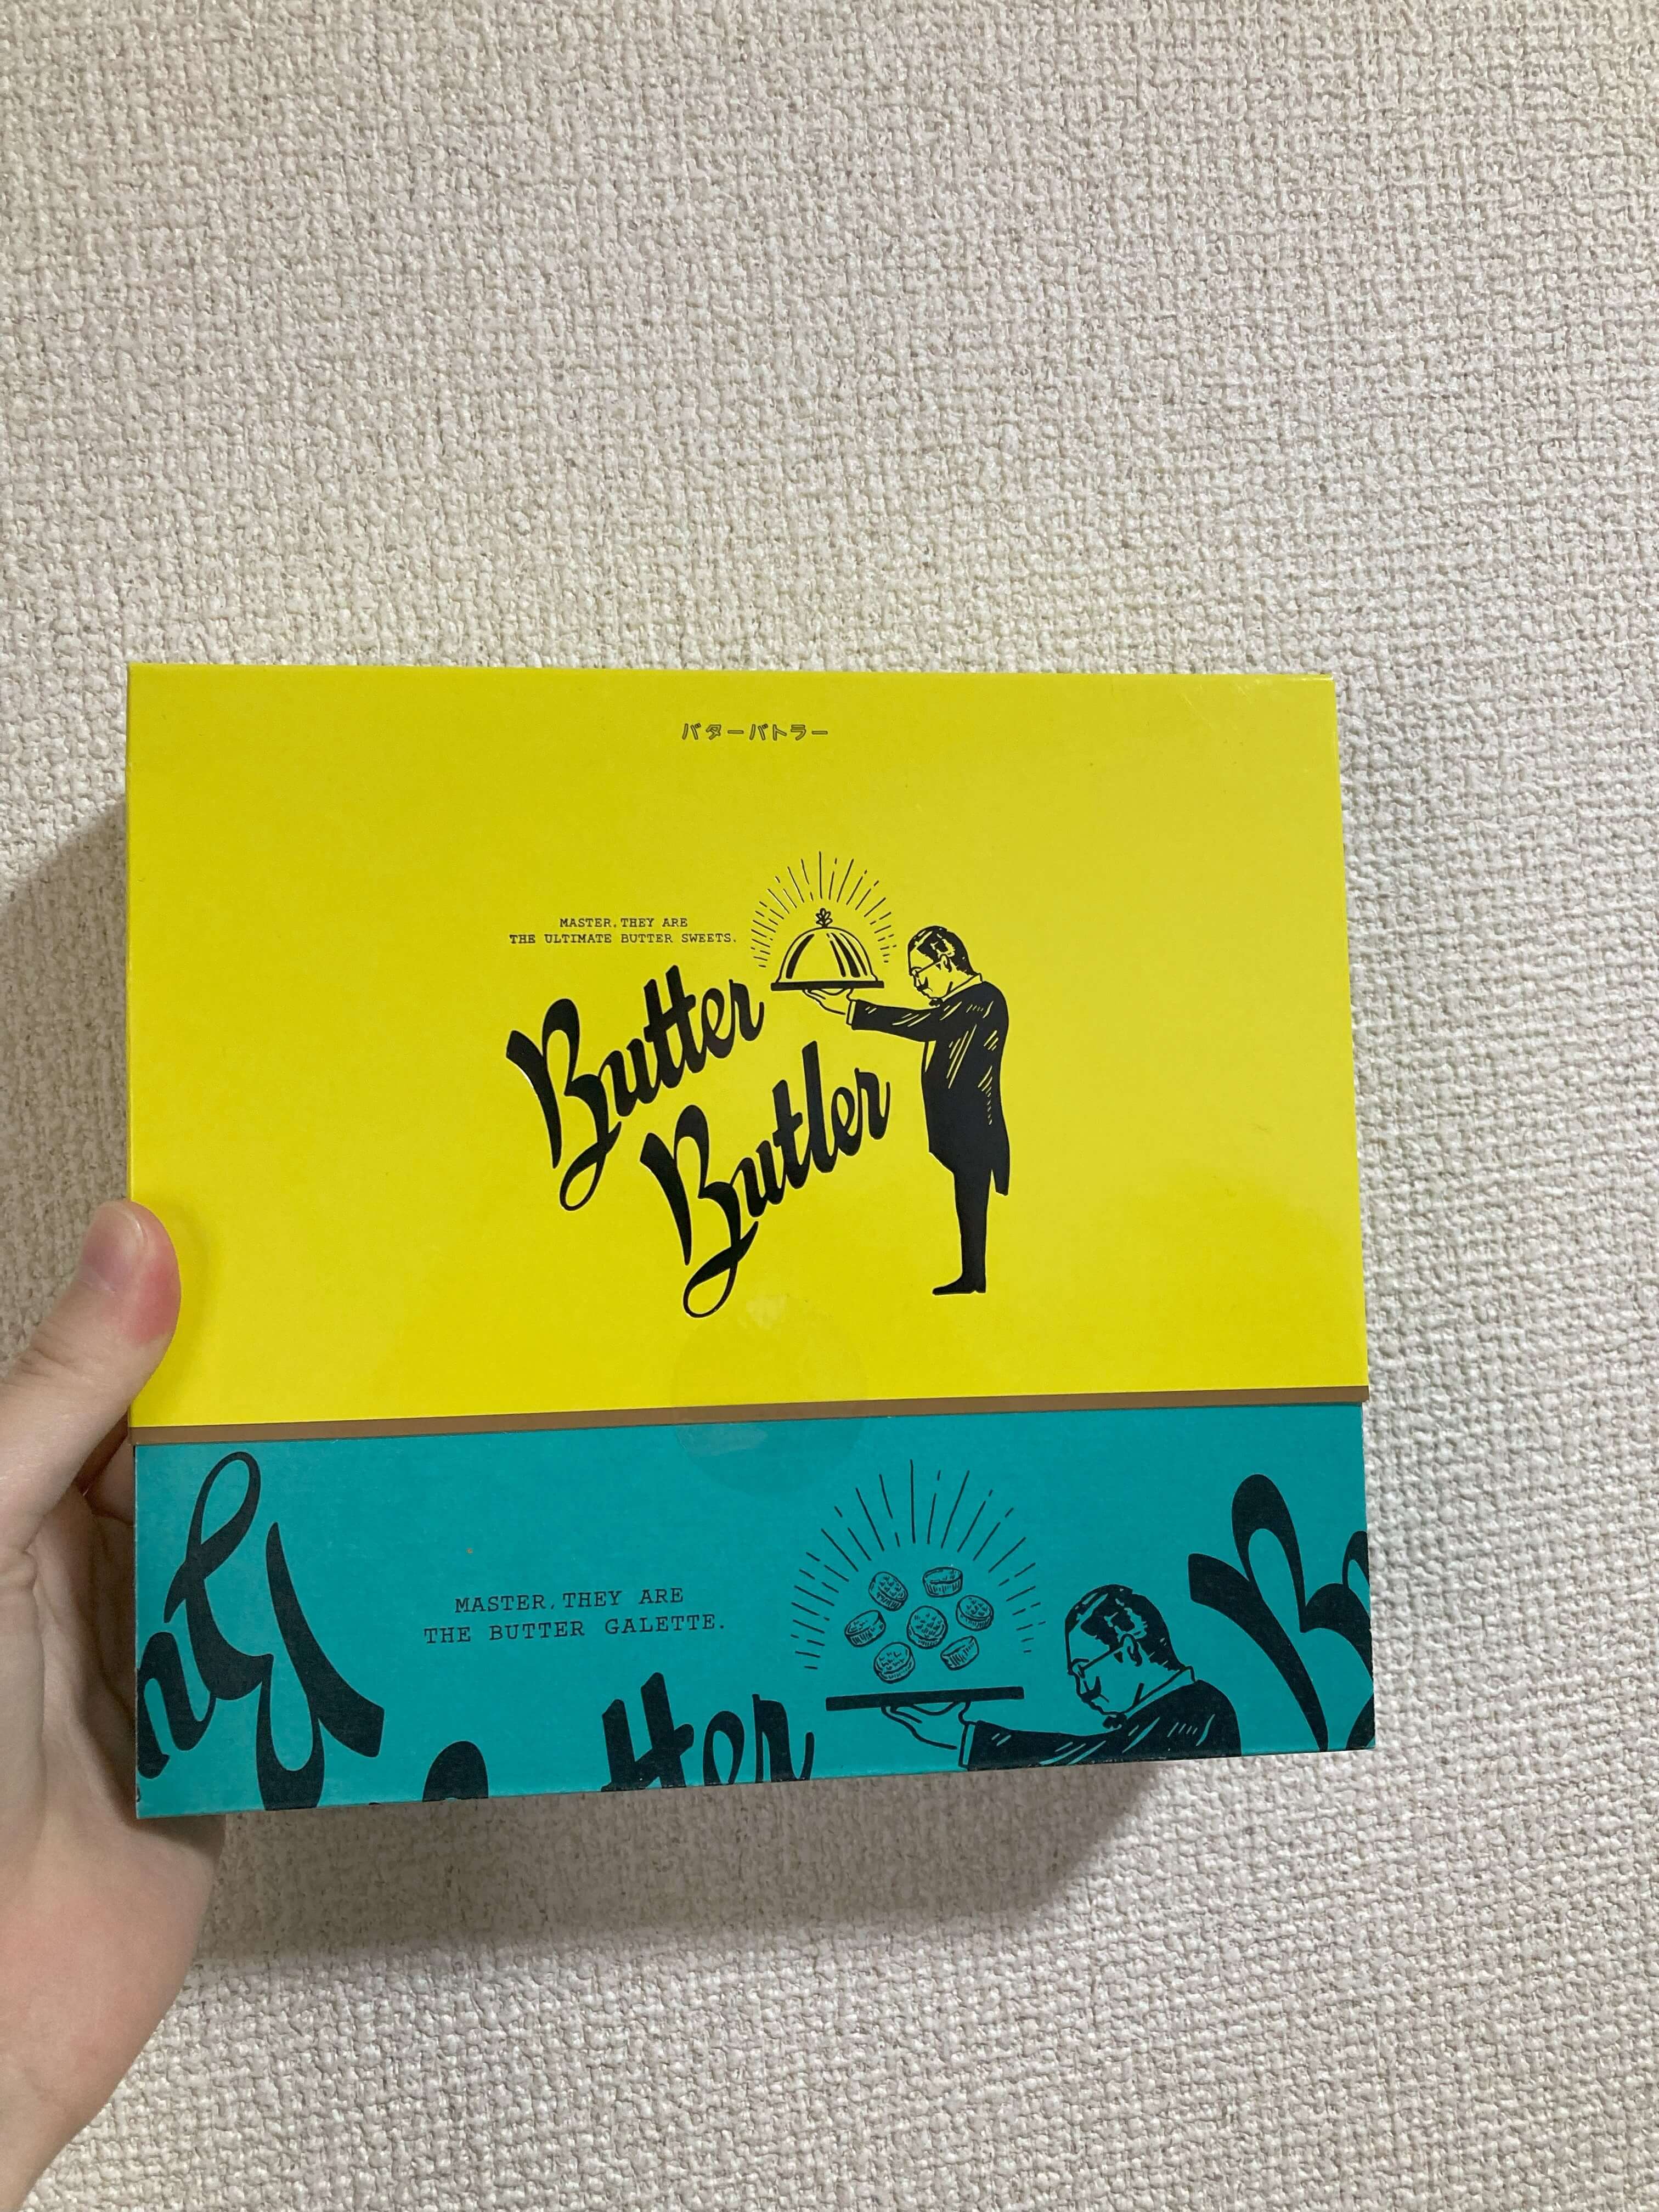 バターバトラー
MASTER, THEY ARE
THE ULTIMATE BUTTER SWEETS.
Butter
Butler
MASTER, THEY ARE
THE BUTTER GALETTE.